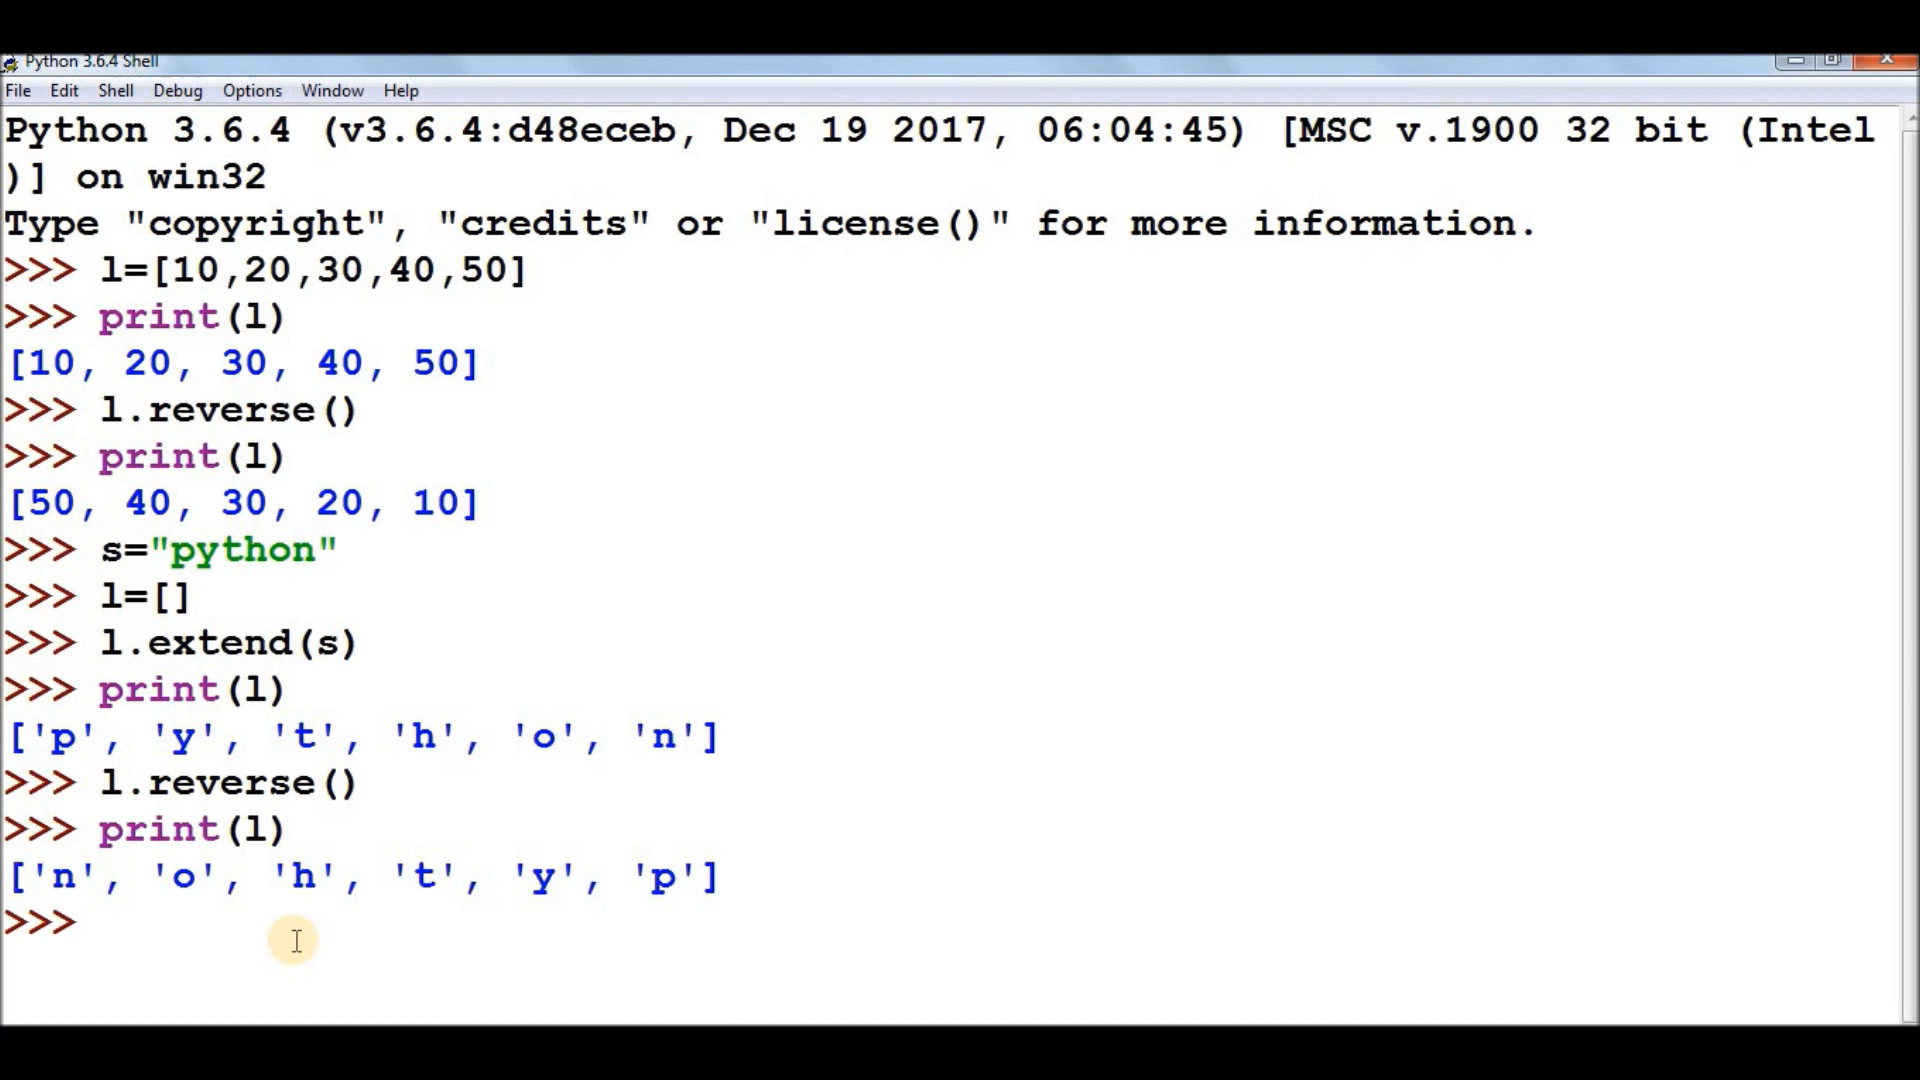 Python 3.6.4 Shell
File Edit Shell Debug Options Window Help
Python 3.6.4 (v3.6.4:d48eceb, Dec 19 2017, 06:04:45) [MSC v.1900 32 bit (Intel
)] on win32
Type "copyright", "credits" or "license()" for more information.
>>> l=[10,20,30,40,50]
>>> print(l)
[10, 20, 30, 40, 50]
>>> l.reverse()
>>> print(l)
[50, 40, 30, 20, 10]
>>> s="python"
>>> l=[]
>>> l.extend(s)
>>> print(l)
['p', 'y', 't', 'h', 'o', 'n']
>>> l.reverse()
>>> print(l)
['n', 'o', 'h', 't', 'y', 'p']
>>>